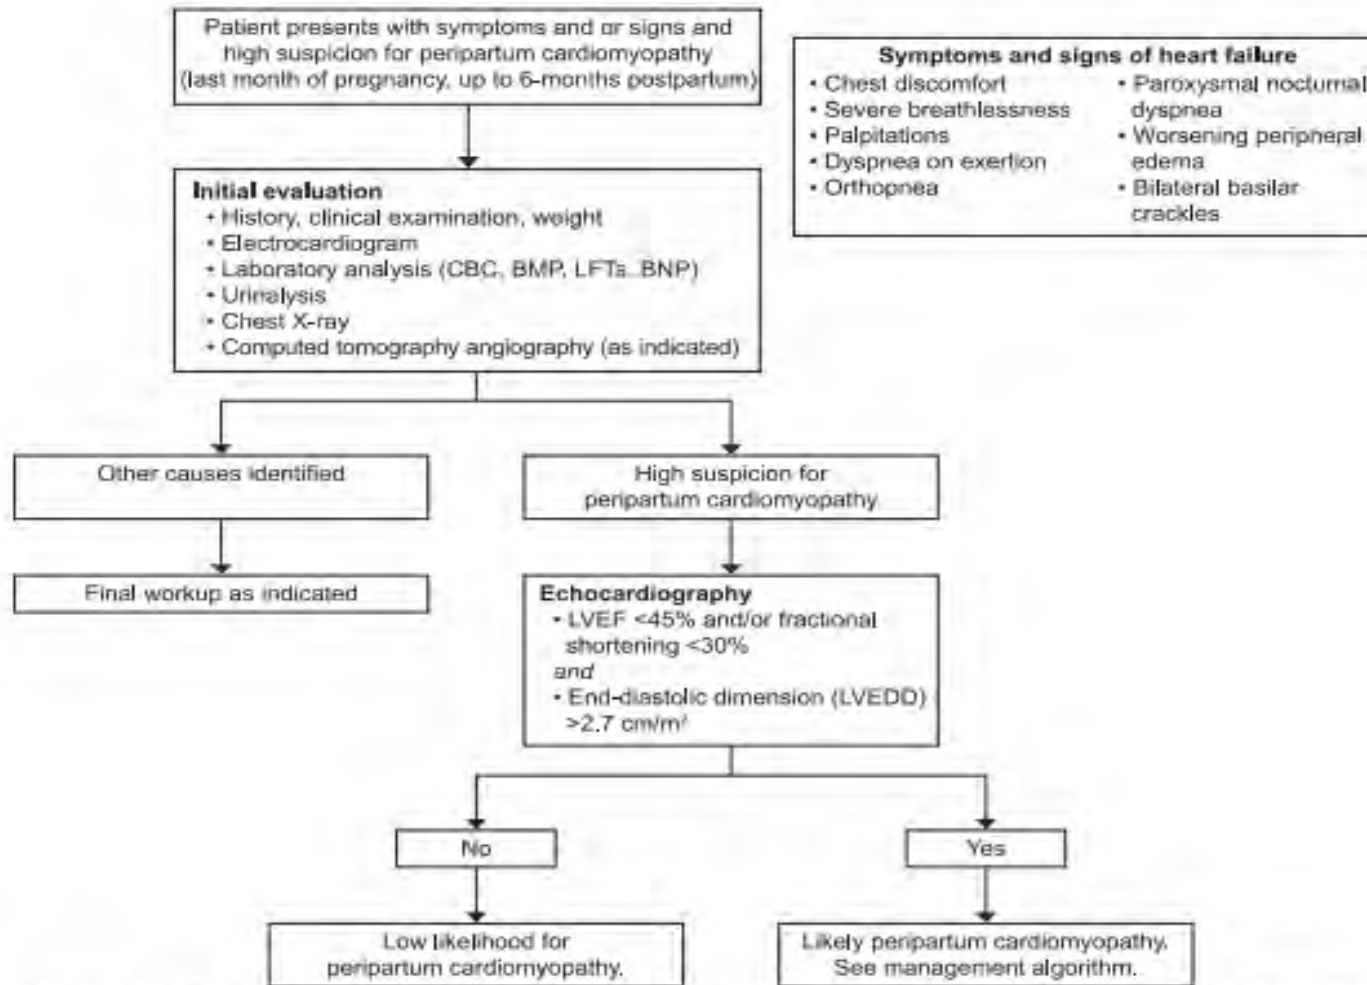 Patient presents with symptoms and or signs and
high suspicion for peripartum cardiomyopathy
(last month of pregnancy, up to 6-months postpartum)
Symptoms and signs of heart failure
• Chest discomfort
• Severe breathlessness
• Palpitations
• Dyspnea on exertion
• Orthopnea
• Paroxysmal nocturnal
dyspnea
• Worsening peripheral
edema
• Bilateral basilar
crackles
Initial evaluation
• History, clinical examination, weight
• Electrocardiogram
• Laboratory analysis (CBC, BMP, LFTs, BNP)
• Urinalysis
• Chest X-ray
• Computed tomography angiography (as indicated)
Other causes identified
Final workup as indicated
High suspicion for
peripartum cardiomyopathy
Echocardiography
• LVEF <45% and/or fractional
shortening <30%
and
• End-diastolic dimension (LVEDD)
>2.7 cm/m²
No
Low likelihood for
peripartum cardiomyopathy.
Yes
Likely peripartum cardiomyopathy.
See management algorithm.